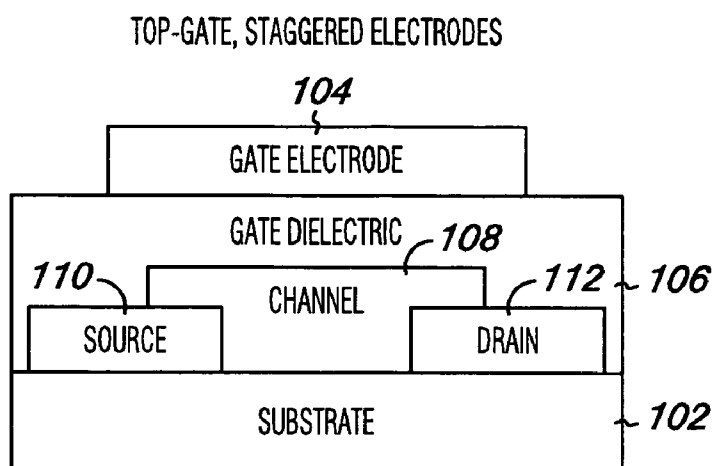 TOP-GATE, STAGGERED ELECTRODES
104
GATE ELECTRODE
GATE DIELECTRIC
108
110
CHANNEL
112
106
SOURCE
DRAIN
SUBSTRATE
102